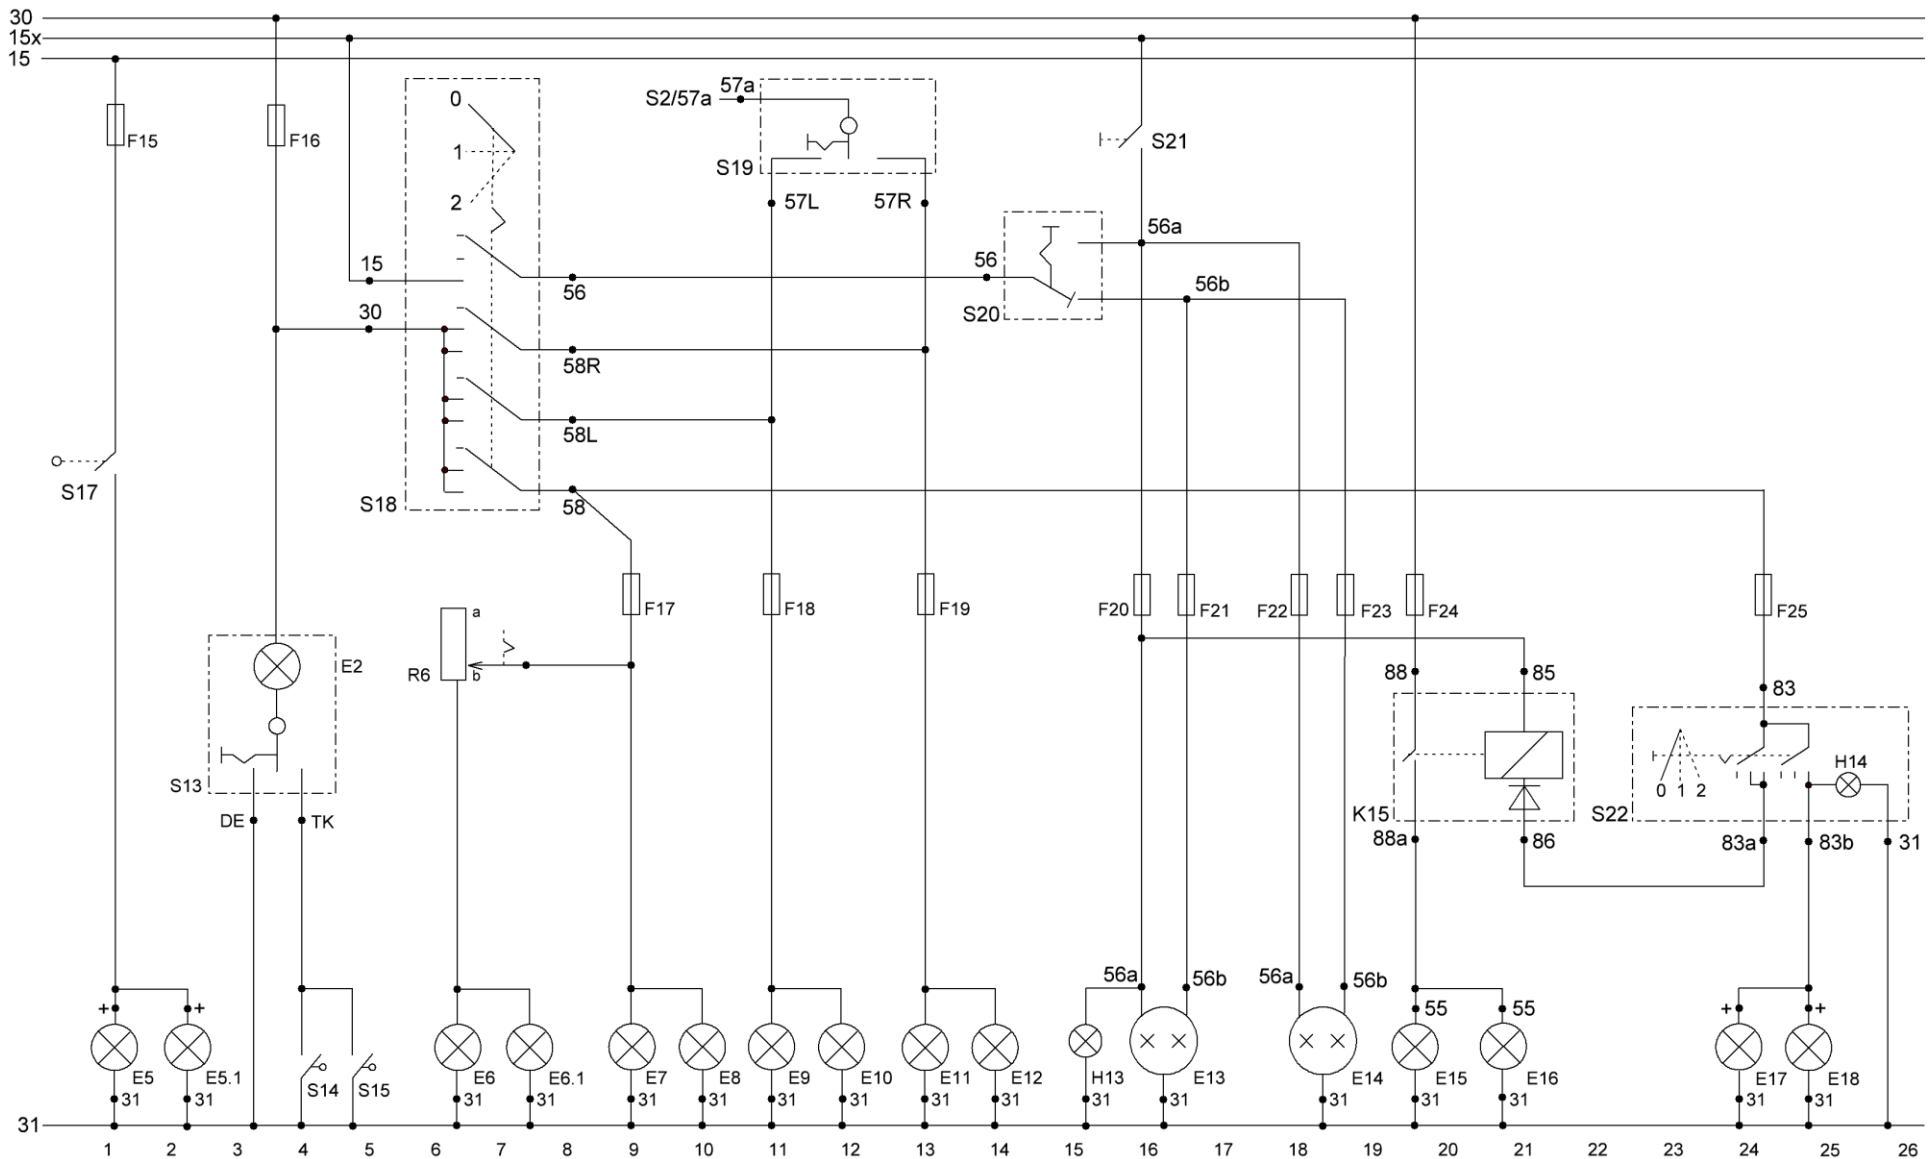 30
15x
15
0
1
2
S2/57a 57a
F15
F16
S19
S21
57L 57R
56a
15
56
56
56b
S20
30
58R
58L
S17
S18
58
F17
F18
F19
F20
F21
F22
F23
F24
F25
a
R6
b
E2
88
85
83
S13
DE
TK
H14
0 1 2
K15
S22
88a
86
83a
83b
31
56a
56b
56a
56b
55
55
+
+
+
+
E5
E5.1
S14
S15
E6
E6.1
E7
E8
E9
E10
E11
E12
H13
E13
E14
E15
E16
E17
E18
31 31 31 31 31 31 31 31 31 31 31 31 31 31 31 31 31
31
1 2 3 4 5 6 7 8 9 10 11 12 13 14 15 16 17 18 19 20 21 22 23 24 25 26